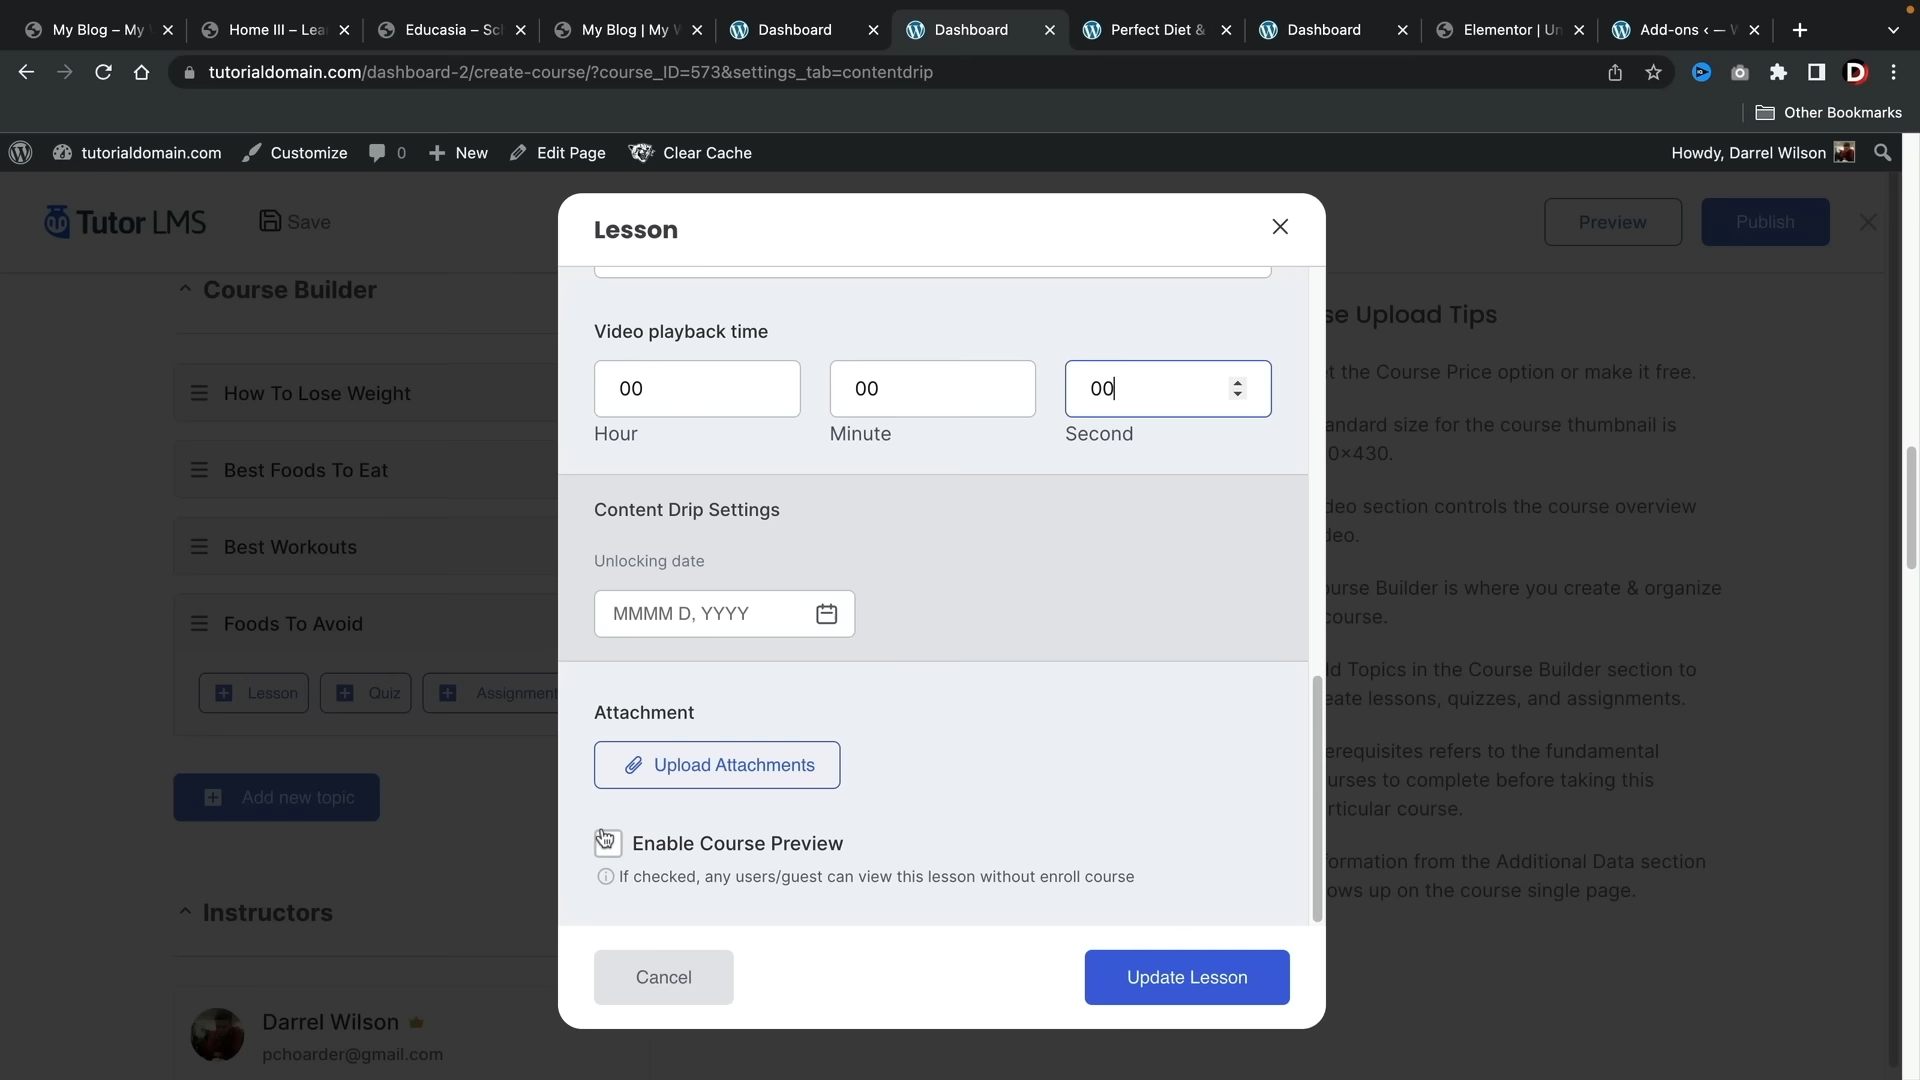 My Blog – My
Home III – Lea
Educasia – Sc
My Blog | My
Dashboard
Dashboard
Perfect Diet &
Dashboard
Elementor | Un
Add-ons ‹ —
tutorialdomain.com/dashboard-2/create-course/?course_ID=573&settings_tab=contentdrip
Other Bookmarks
tutorialdomain.com
Customize
0
New
Edit Page
Clear Cache
Howdy, Darrel Wilson
Tutor LMS
Save
Preview
Publish
Course Builder
How To Lose Weight
Best Foods To Eat
Best Workouts
Foods To Avoid
Lesson
Quiz
Assignment
Add new topic
Instructors
Darrel Wilson
pchoarder@gmail.com
Lesson
Video playback time
00
00
00
Hour
Minute
Second
Content Drip Settings
Unlocking date
MMMM D, YYYY
Attachment
Upload Attachments
Enable Course Preview
If checked, any users/guest can view this lesson without enroll course
Cancel
Update Lesson
se Upload Tips
t the Course Price option or make it free.
andard size for the course thumbnail is
0×430.
deo section controls the course overview
deo.
urse Builder is where you create & organize
course.
d Topics in the Course Builder section to
eate lessons, quizzes, and assignments.
erequisites refers to the fundamental
urses to complete before taking this
rticular course.
formation from the Additional Data section
ows up on the course single page.